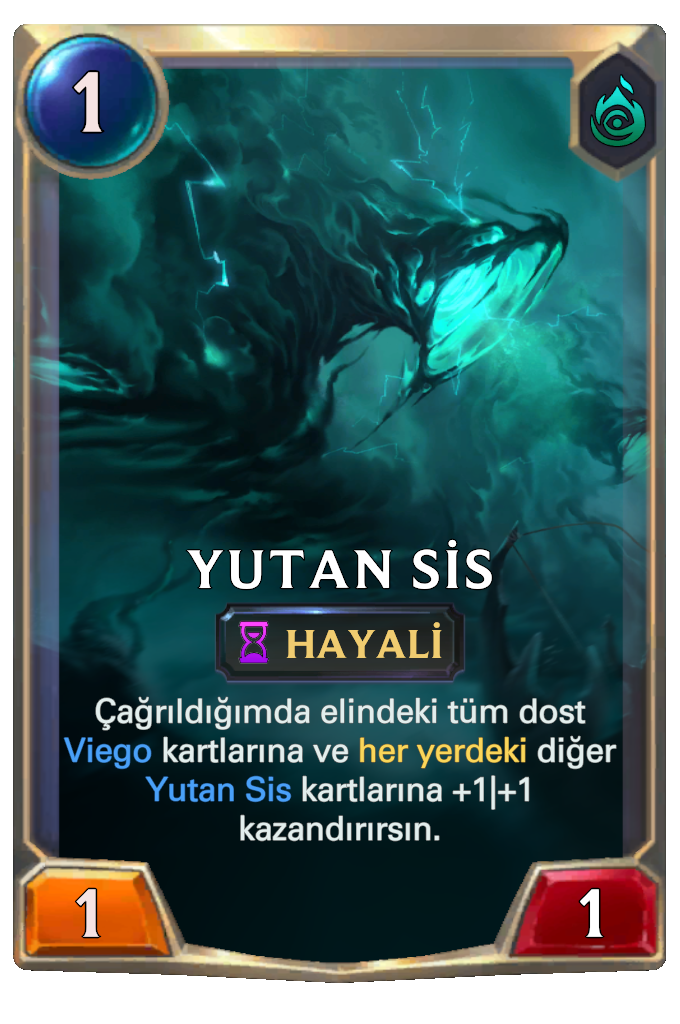 1
YUTAN SİS
HAYALİ
Çağrıldığımda elindeki tüm dost
Viego kartlarına ve her yerdeki diğer
Yutan Sis kartlarına +1|+1
kazandırırsın.
1
1